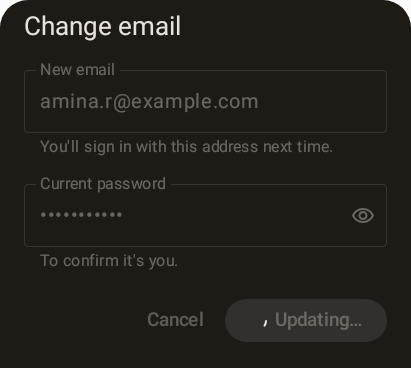 Change email
New email
amina.r@example.com
You'll sign in with this address next time.
Current password
•••••••••••
To confirm it's you.
Cancel
Updating…